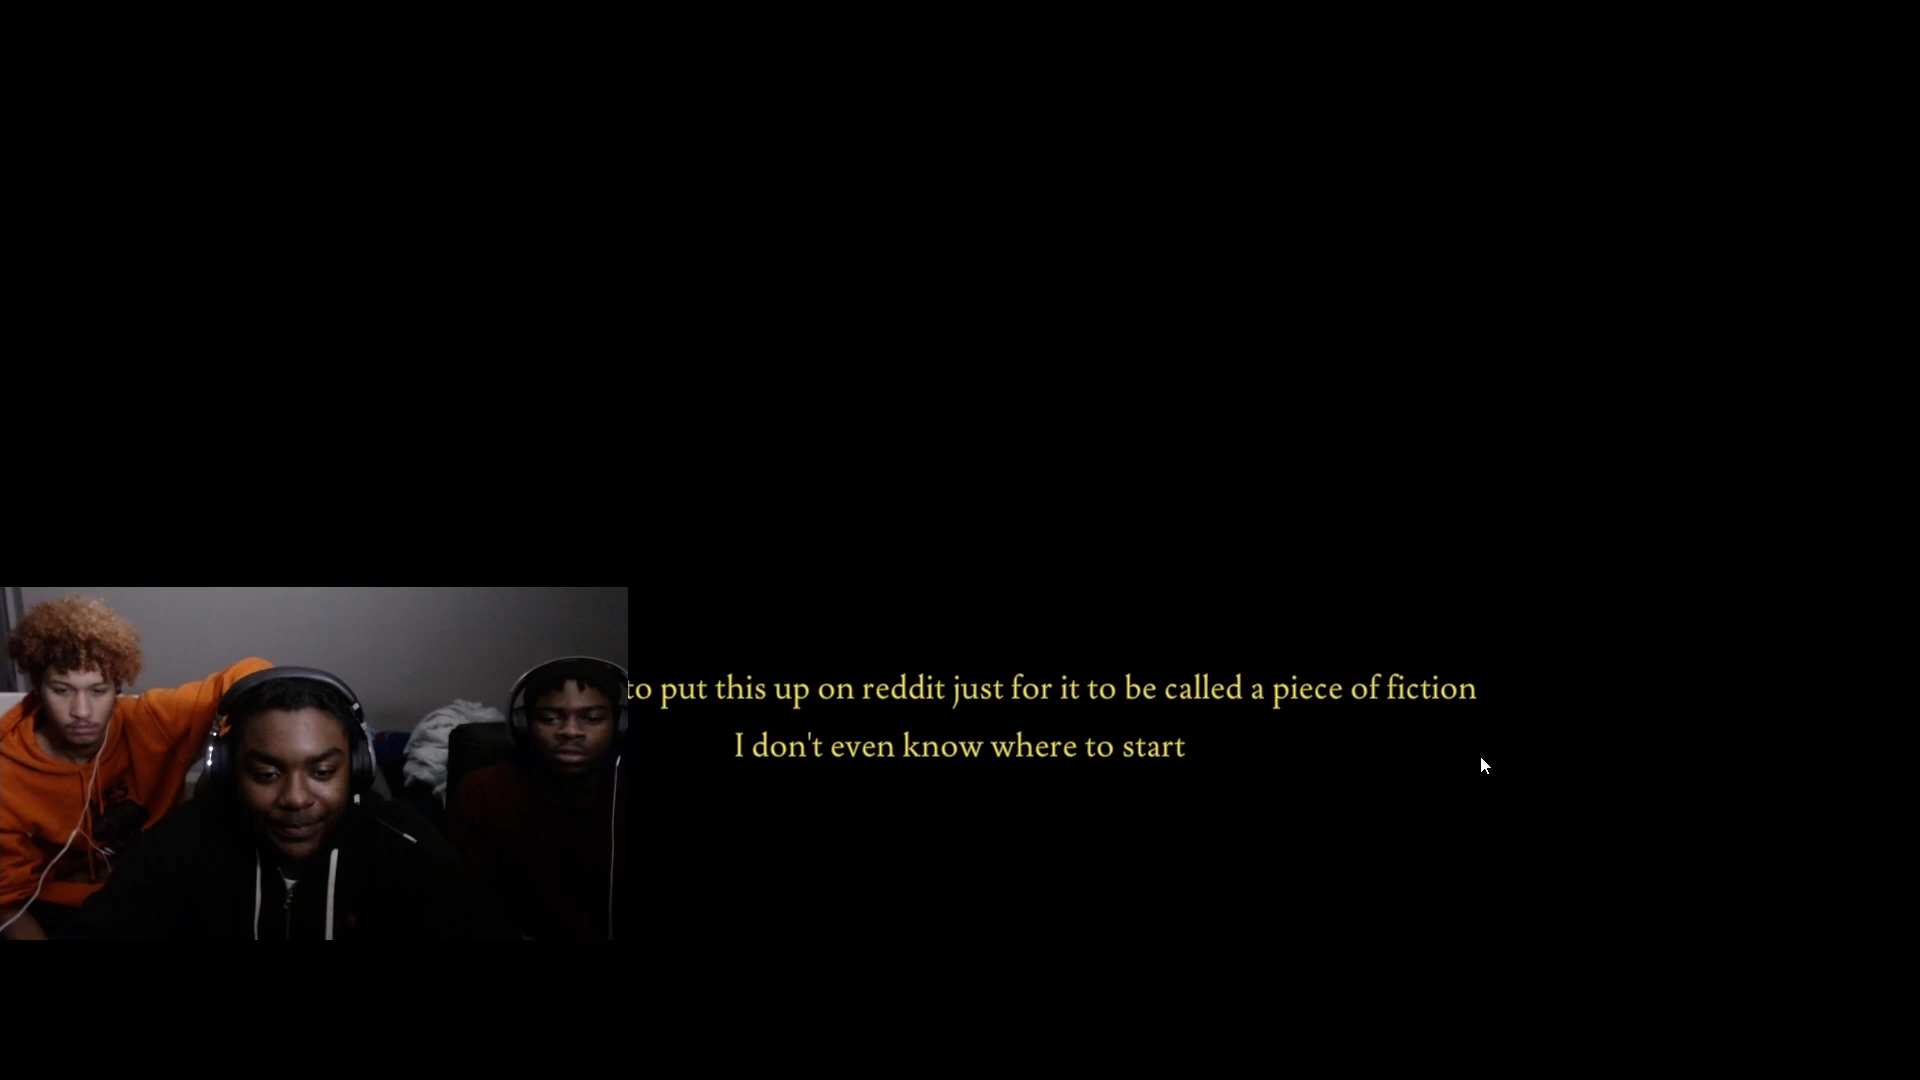 to put this up on reddit just for it to be called a piece of fiction
I don't even know where to start